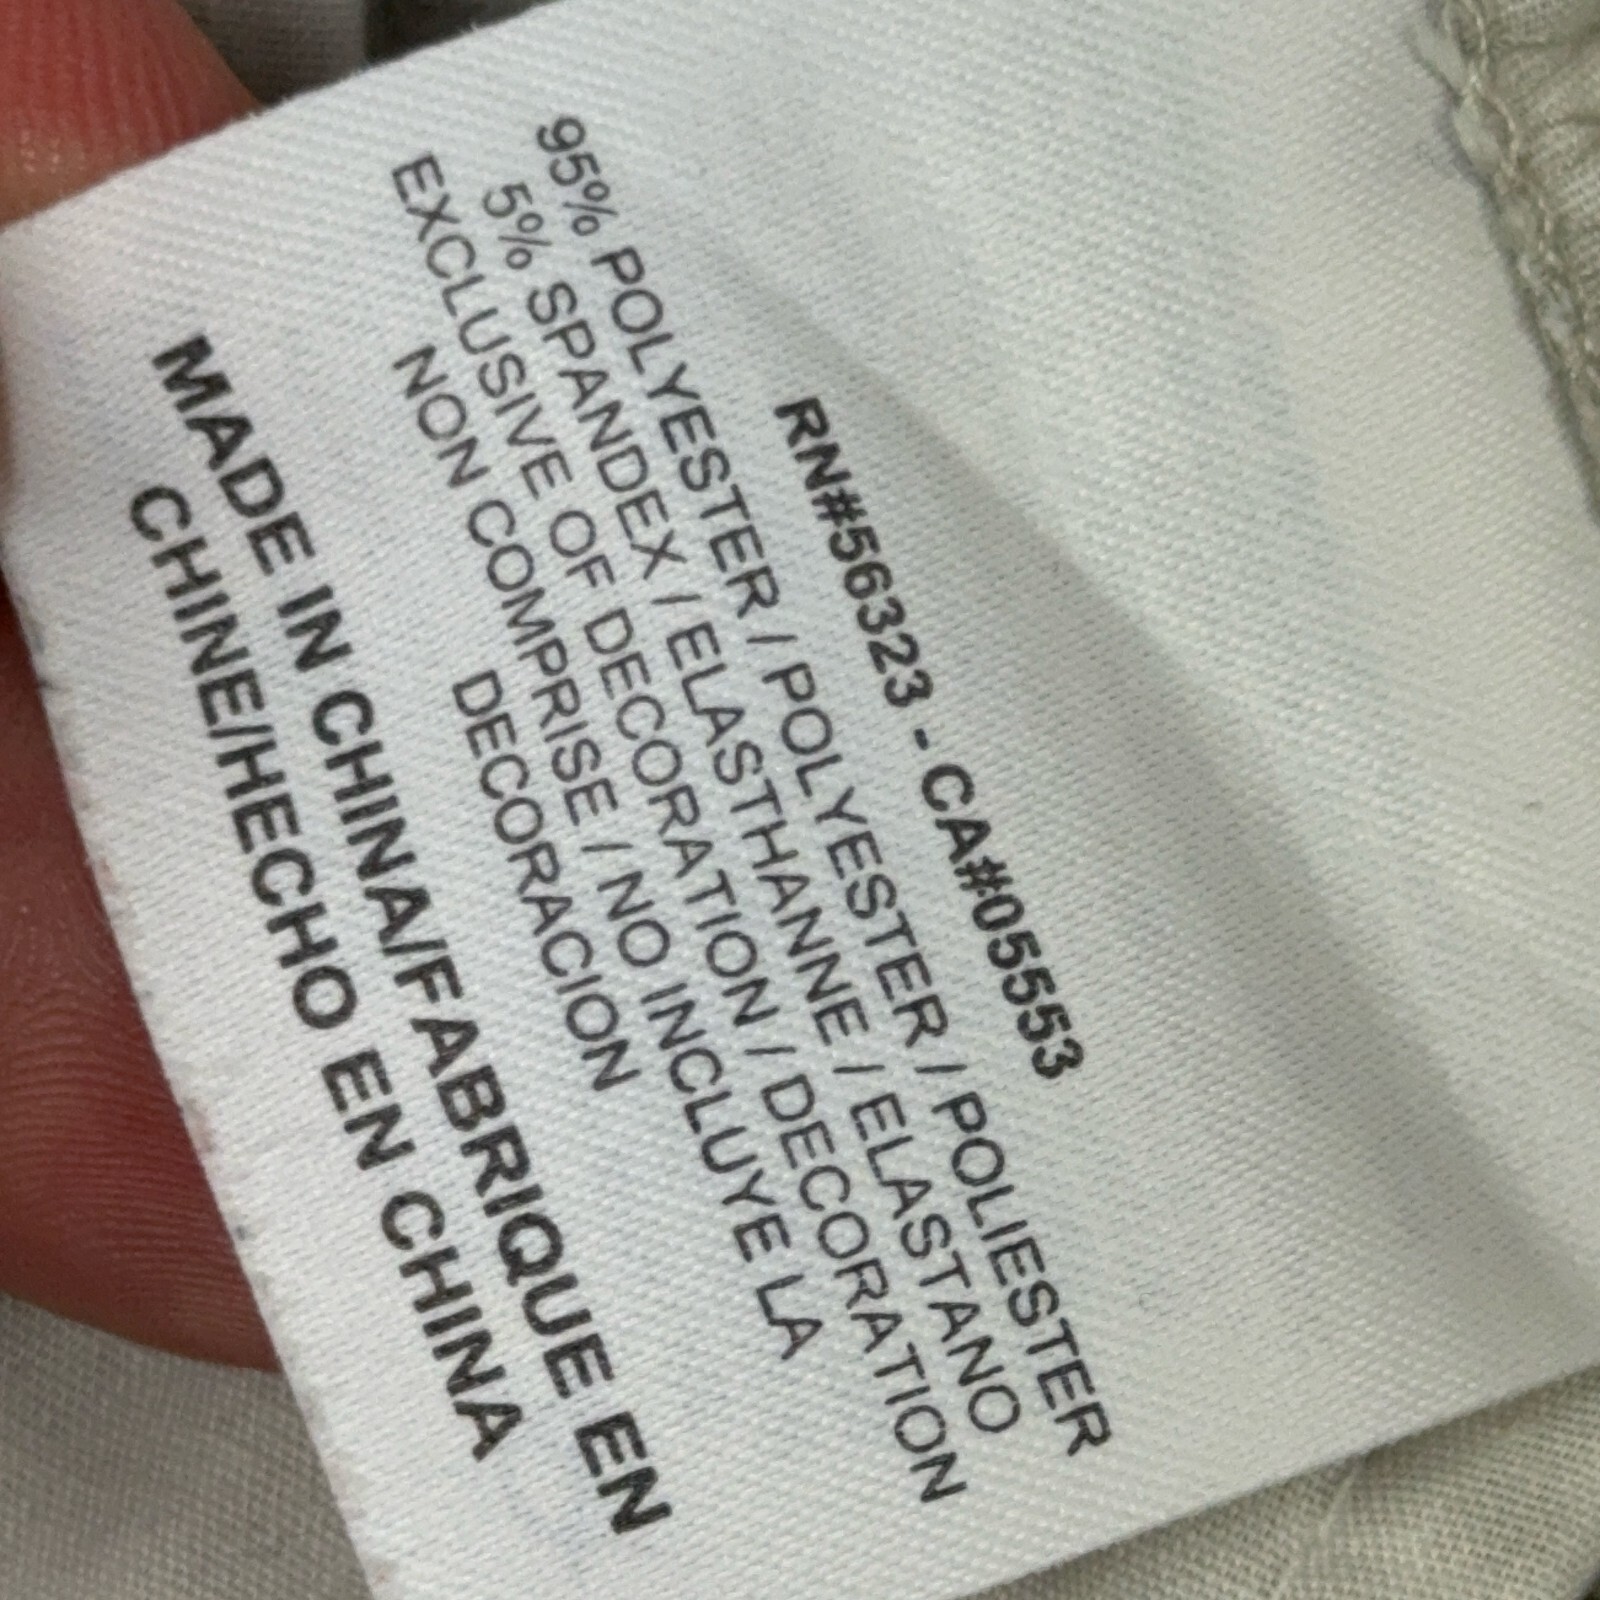 RN#56323 - CA#05553
95% POLYESTER / POLYESTER / POLIESTER
5% SPANDEX / ELASTHANNE / ELASTANO
EXCLUSIVE OF DECORATION / DECORATION
NON COMPRISE / NO INCLUYE LA
DECORACION
MADE IN CHINA/FABRIQUE EN
CHINE/HECHO EN CHINA